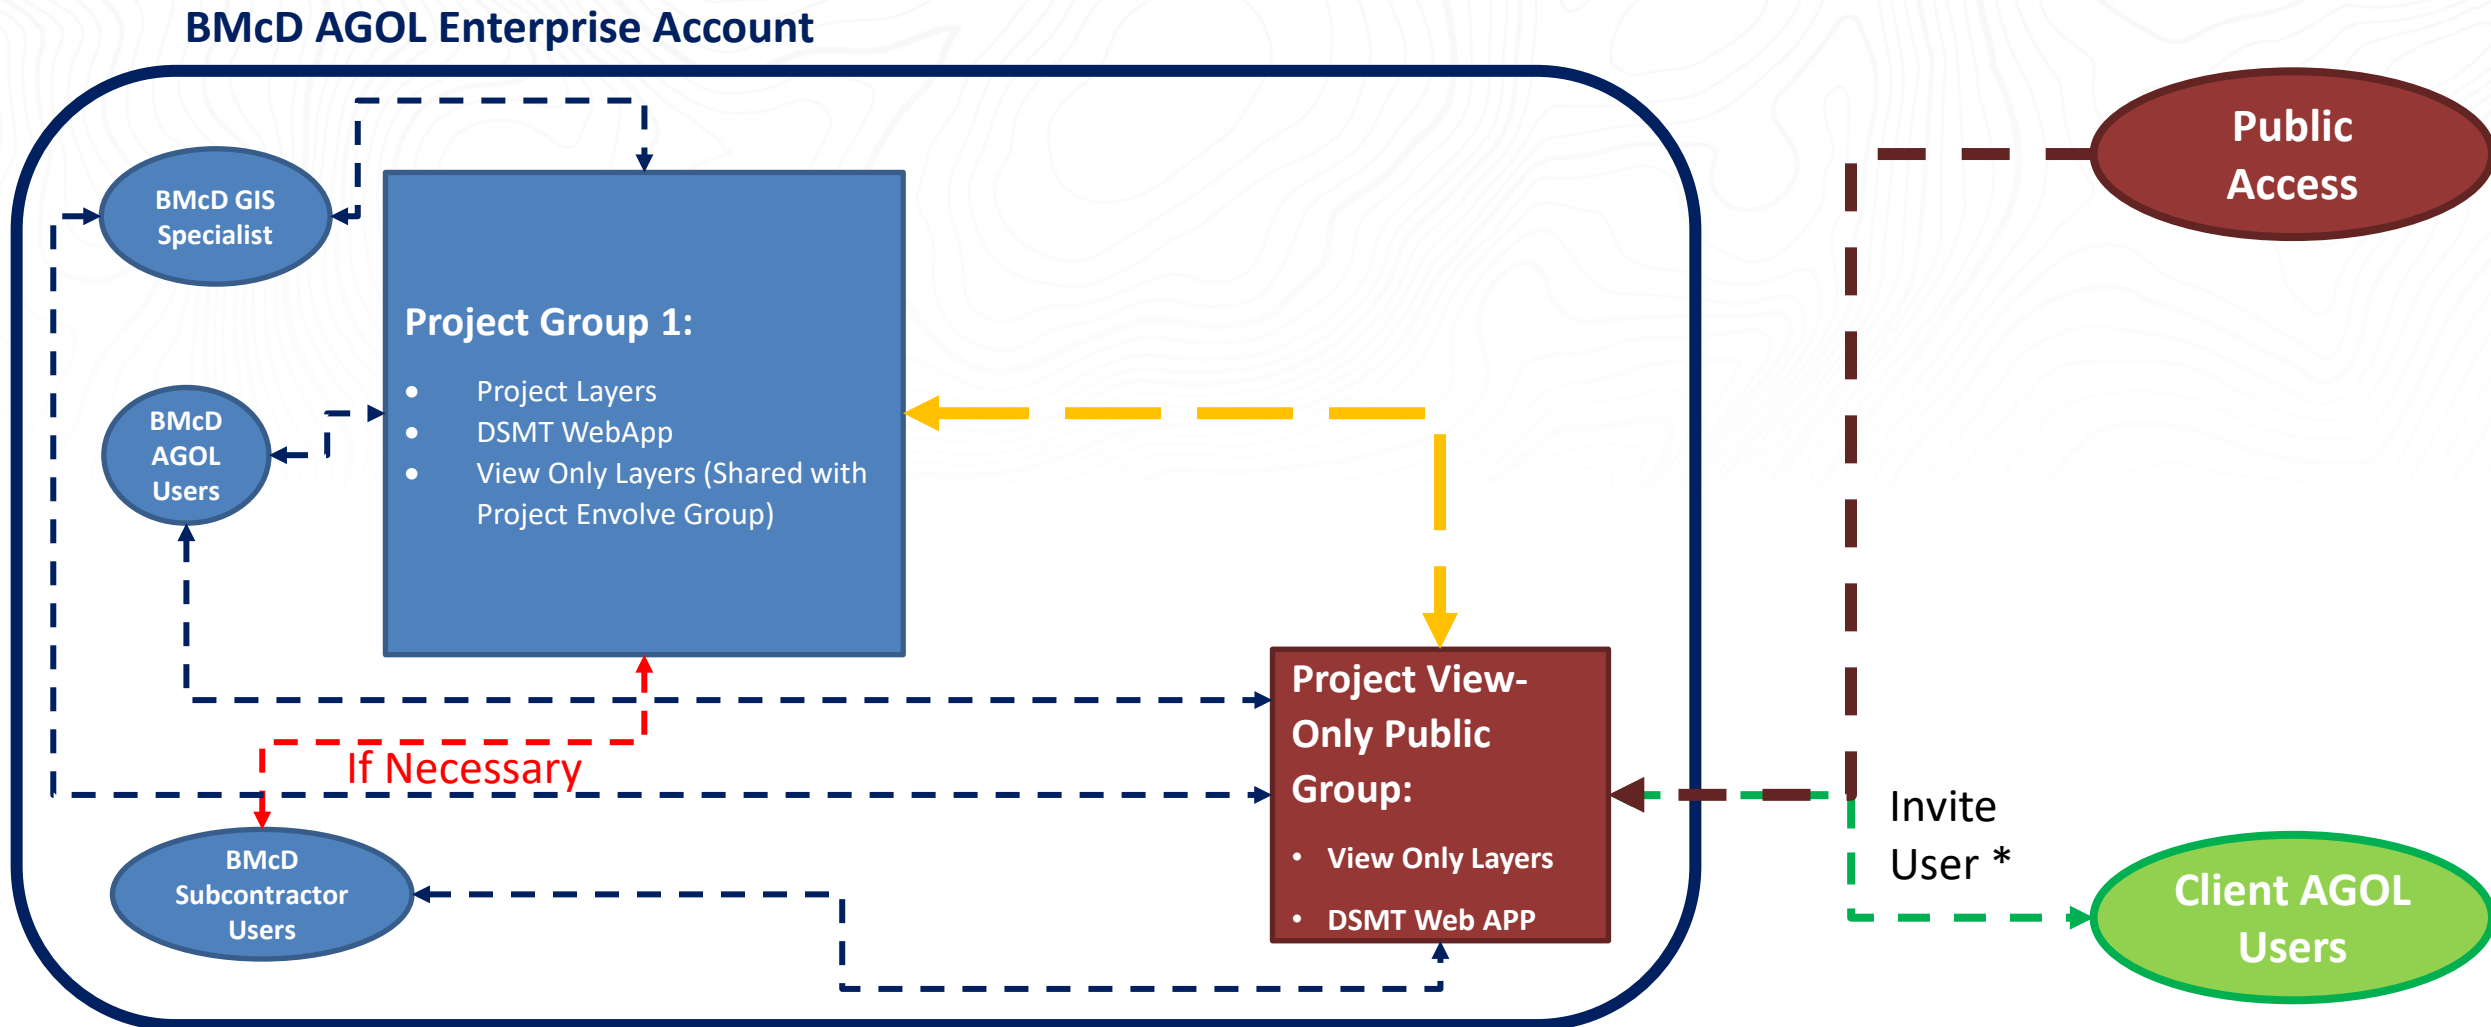 BMcD AGOL Enterprise Account
BMcD GIS
Specialist
Project Group 1:
• Project Layers
• DSMT WebApp
• View Only Layers (Shared with
Project Envolve Group)
BMcD
AGOL
Users
If Necessary
BMcD
Subcontractor
Users
Project View-
Only Public
Group:
• View Only Layers
• DSMT Web APP
Public
Access
Invite
User *
Client AGOL
Users